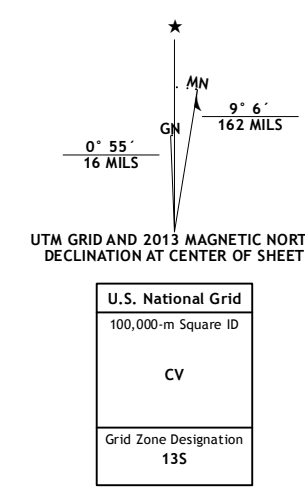 ★
MN
GN
9° 6´
162 MILS
0° 55´
16 MILS
UTM GRID AND 2013 MAGNETIC NORT
DECLINATION AT CENTER OF SHEET
U.S. National Grid
100,000-m Square ID
CV
Grid Zone Designation
13S